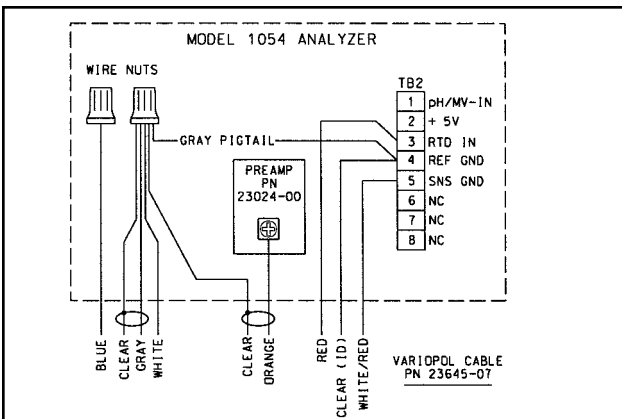 MODEL 1054 ANALYZER
WIRE NUTS
TB2
1 pH/MV-IN
2 + 5V
3 RTD IN
4 REF GND
5 SNS GND
6 NC
7 NC
8 NC
GRAY PIGTAIL
PREAMP
PN
23024-00
BLUE
CLEAR
GRAY
WHITE
CLEAR
ORANGE
RED
CLEAR (ID)
WHITE/RED
VARIOPOL CABLE
PN 23645-07